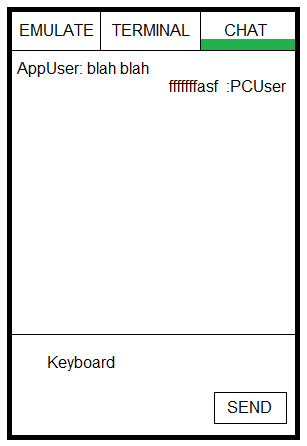 EMULATE TERMINAL CHAT
AppUser: blah blah
fffffffasf :PCUser
Keyboard
SEND